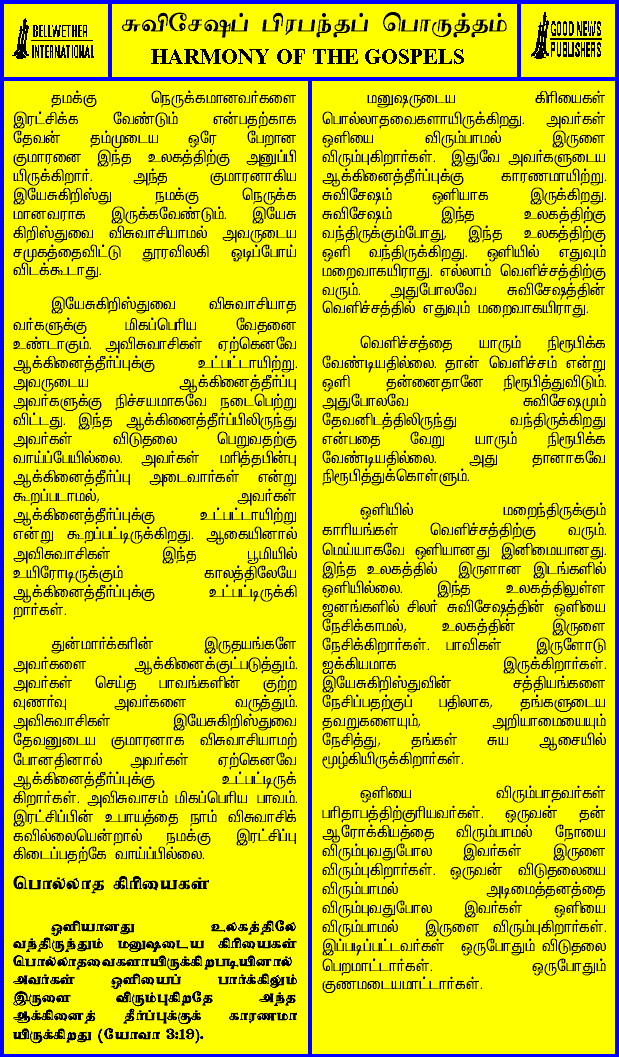 BELLWETHER
INTERNATIONAL
சுவிசேஷப் பிரபந்தப் பொருத்தம்
HARMONY OF THE GOSPELS
GOOD NEWS
PUBLISHERS
தமக்கு நெருக்கமானவர்களை
இரட்சிக்க வேண்டும் என்பதற்காக
தேவன் தம்முடைய ஒரே பேறான
குமாரனை இந்த உலகத்திற்கு அனுப்பி
யிருக்கிறார். அந்த குமாரனாகிய
இயேசுகிறிஸ்து நமக்கு நெருக்க
மானவராக இருக்கவேண்டும். இயேசு
கிறிஸ்துவை விசுவாசியாமல் அவருடைய
சமுகத்தைவிட்டு தூரவிலகி ஓடிப்போய்
விடக்கூடாது.
இயேசுகிறிஸ்துவை விசுவாசியாத
வர்களுக்கு மிகப்பெரிய வேதனை
உண்டாகும். அவிசுவாசிகள் ஏற்கெனவே
ஆக்கினைத்தீர்ப்புக்கு உட்பட்டாயிற்று.
அவருடைய ஆக்கினைத்தீர்ப்பு
அவர்களுக்கு நிச்சயமாகவே நடைபெற்று
விட்டது. இந்த ஆக்கினைத்தீர்ப்பிலிருந்து
அவர்கள் விடுதலை பெறுவதற்கு
வாய்ப்பேயில்லை. அவர்கள் மரித்தபின்பு
ஆக்கினைத்தீர்ப்பு அடைவார்கள் என்று
கூறப்படாமல், அவர்கள்
ஆக்கினைத்தீர்ப்புக்கு உட்பட்டாயிற்று
என்று கூறப்பட்டிருக்கிறது. ஆகையினால்
அவிசுவாசிகள் இந்த பூமியில்
உயிரோடிருக்கும் காலத்திலேயே
ஆக்கினைத்தீர்ப்புக்கு உட்பட்டிருக்கி
றார்கள்.
துன்மார்க்கரின் இருதயங்களே
அவர்களை ஆக்கினைக்குட்படுத்தும்.
அவர்கள் செய்த பாவங்களின் குற்ற
வுணர்வு அவர்களை வருத்தும்.
அவிசுவாசிகள் இயேசுகிறிஸ்துவை
தேவனுடைய குமாரனாக விசுவாசியாமற்
போனதினால் அவர்கள் ஏற்கெனவே
ஆக்கினைத்தீர்ப்புக்கு உட்பட்டிருக்
கிறார்கள். அவிசுவாசம் மிகப்பெரிய பாவம்.
இரட்சிப்பின் உபாயத்தை நாம் விசுவாசிக்
கவில்லையென்றால் நமக்கு இரட்சிப்பு
கிடைப்பதற்கே வாய்ப்பில்லை.
பொல்லாத கிரியைகள்
ஒளியானது உலகத்திலே
வந்திருந்தும் மனுஷடைய கிரியைகள்
பொல்லாதவைகளாயிருக்கிறபடியினால்
அவர்கள் ஒளியைப் பார்க்கிலும்
இருளை விரும்புகிறதே அந்த
ஆக்கினைத் தீர்ப்புக்குக் காரணமா
யிருக்கிறது (யோவா 3:19).
மனுஷருடைய கிரியைகள்
பொல்லாதவைகளாயிருக்கிறது. அவர்கள்
ஒளியை விரும்பாமல் இருளை
விரும்புகிறார்கள். இதுவே அவர்களுடைய
ஆக்கினைத்தீர்ப்புக்கு காரணமாயிற்று.
சுவிசேஷம் ஒளியாக இருக்கிறது.
சுவிசேஷம் இந்த உலகத்திற்கு
வந்திருக்கும்போது, இந்த உலகத்திற்கு
ஒளி வந்திருக்கிறது. ஒளியில் எதுவும்
மறைவாகயிராது. எல்லாம் வெளிச்சத்திற்கு
வரும். அதுபோலவே சுவிசேஷத்தின்
வெளிச்சத்தில் எதுவும் மறைவாகயிராது.
வெளிச்சத்தை யாரும் நிரூபிக்க
வேண்டியதில்லை. தான் வெளிச்சம் என்று
ஒளி தன்னைதானே நிரூபித்துவிடும்.
அதுபோலவே சுவிசேஷமும்
தேவனிடத்திலிருந்து வந்திருக்கிறது
என்பதை வேறு யாரும் நிரூபிக்க
வேண்டியதில்லை. அது தானாகவே
நிரூபித்துக்கொள்ளும்.
ஒளியில் மறைந்திருக்கும்
காரியங்கள் வெளிச்சத்திற்கு வரும்.
மெய்யாகவே ஒளியானது இனிமையானது.
இந்த உலகத்தில் இருளான இடங்களில்
ஒளியில்லை. இந்த உலகத்திலுள்ள
ஜனங்களில் சிலர் சுவிசேஷத்தின் ஒளியை
நேசிக்காமல், உலகத்தின் இருளை
நேசிக்கிறார்கள். பாவிகள் இருளோடு
ஐக்கியமாக இருக்கிறார்கள்.
இயேசுகிறிஸ்துவின் சத்தியங்களை
நேசிப்பதற்குப் பதிலாக, தங்களுடைய
தவறுகளையும், அறியாமையையும்
நேசித்து, தங்கள் சுய ஆசையில்
மூழ்கியிருக்கிறார்கள்.
ஒளியை விரும்பாதவர்கள்
பரிதாபத்திற்குரியவர்கள். ஒருவன் தன்
ஆரோக்கியத்தை விரும்பாமல் நோயை
விரும்புவதுபோல இவர்கள் இருளை
விரும்புகிறார்கள். ஒருவன் விடுதலையை
விரும்பாமல் அடிமைத்தனத்தை
விரும்புவதுபோல இவர்கள் ஒளியை
விரும்பாமல் இருளை விரும்புகிறார்கள்.
இப்படிப்பட்டவர்கள் ஒருபோதும் விடுதலை
பெறமாட்டார்கள். ஒருபோதும்
குணமடையமாட்டார்கள்.